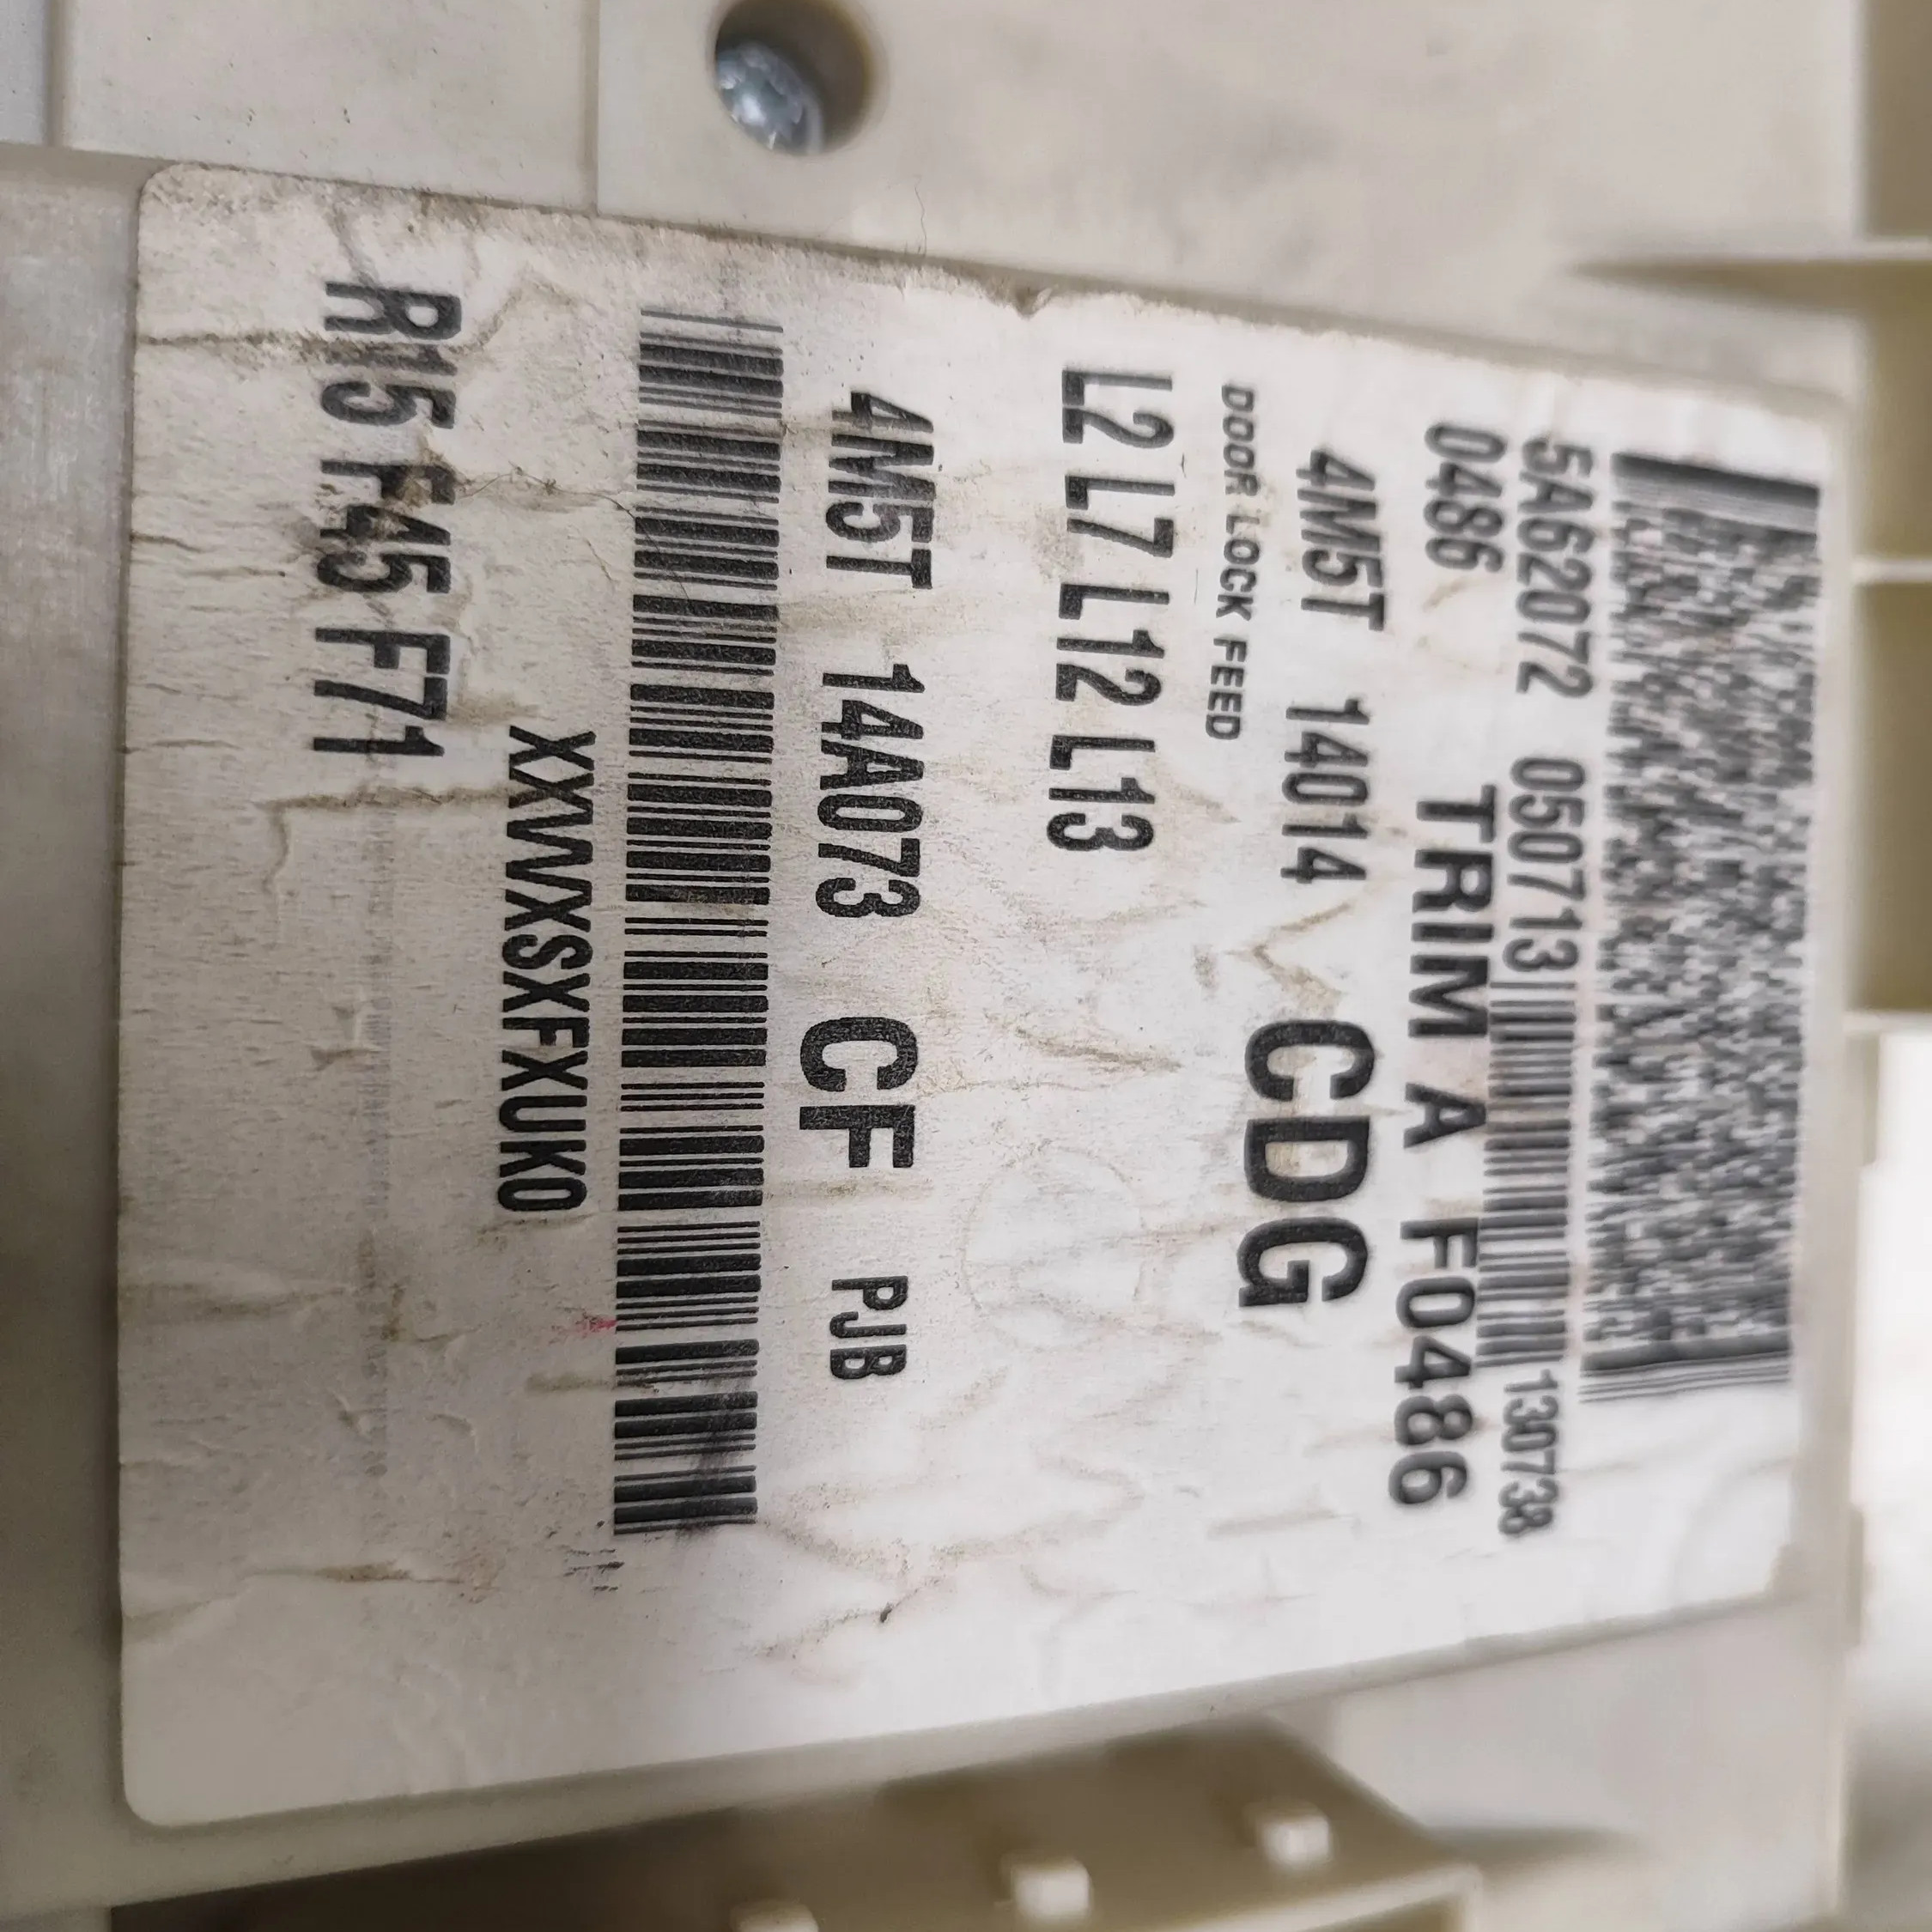 5A62072 050713 130738
0486 TRIM A F0486
4M5T 14014 CDG
DOOR LOCK FEED
L2 L7 L12 L13
4M5T 14A073 CF PJB
XXVVXSXFXUK0
R15 F45 F71